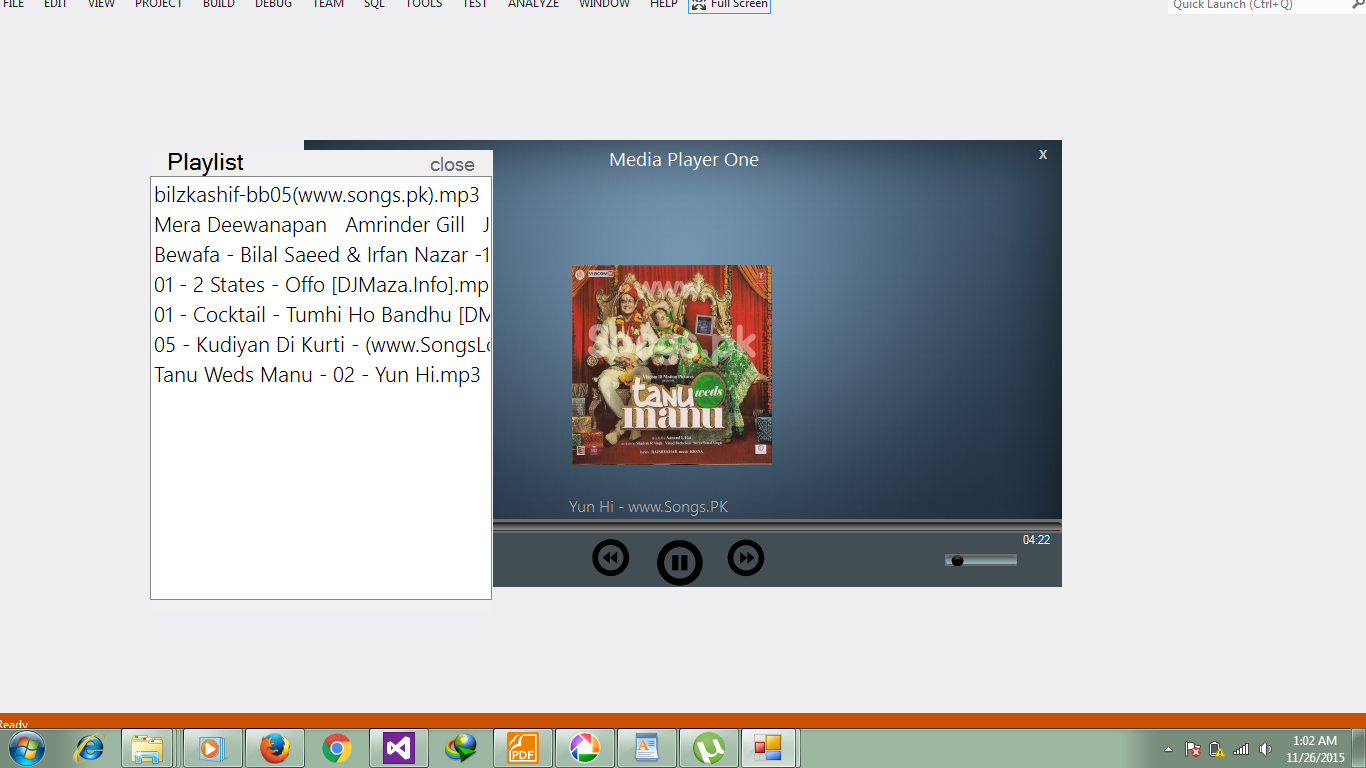 FILE EDIT VIEW PROJECT BUILD DEBUG TEAM SQL TOOLS TEST ANALYZE WINDOW HELP Full Screen Quick Launch (Ctrl+Q)
Playlist close
bilzkashif-bb05(www.songs.pk).mp3
Mera Deewanapan Amrinder Gill J
Bewafa - Bilal Saeed & Irfan Nazar -1
01 - 2 States - Offo [DJMaza.Info].mp
01 - Cocktail - Tumhi Ho Bandhu [DM
05 - Kudiyan Di Kurti - (www.SongsLo
Tanu Weds Manu - 02 - Yun Hi.mp3
Media Player One x
VIACOM18
www.
Songs.pk
tanu weds
manu
Yun Hi - www.Songs.PK
04:22
Ready
PDF
1:02 AM
11/26/2015